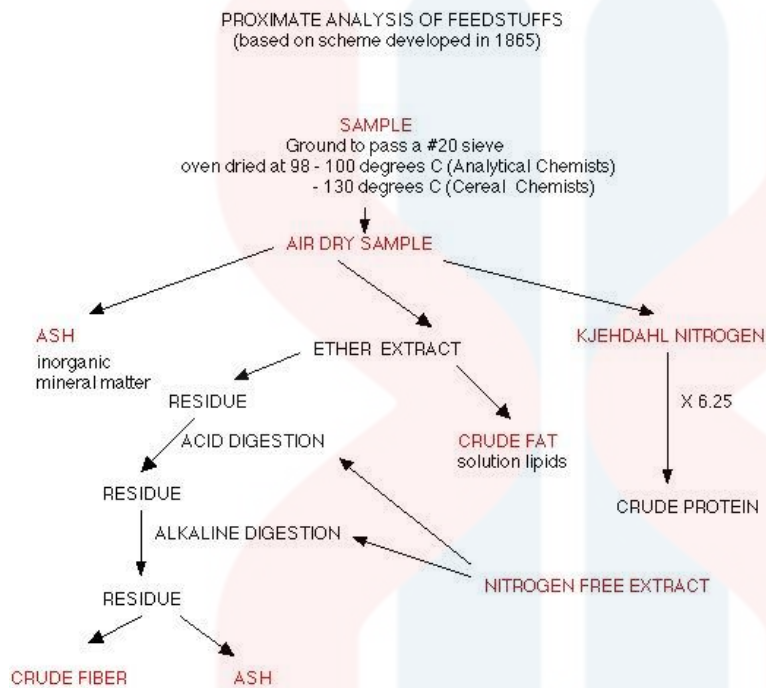 PROXIMATE ANALYSIS OF FEEDSTUFFS
(based on scheme developed in 1865)
SAMPLE
Ground to pass a #20 sieve
oven dried at 98 - 100 degrees C (Analytical Chemists)
- 130 degrees C (Cereal Chemists)
AIR DRY SAMPLE
ASH
inorganic
mineral matter
ETHER EXTRACT
KJEHDAHL NITROGEN
RESIDUE
X 6.25
ACID DIGESTION
CRUDE FAT
solution lipids
RESIDUE
CRUDE PROTEIN
ALKALINE DIGESTION
NITROGEN FREE EXTRACT
RESIDUE
CRUDE FIBER
ASH